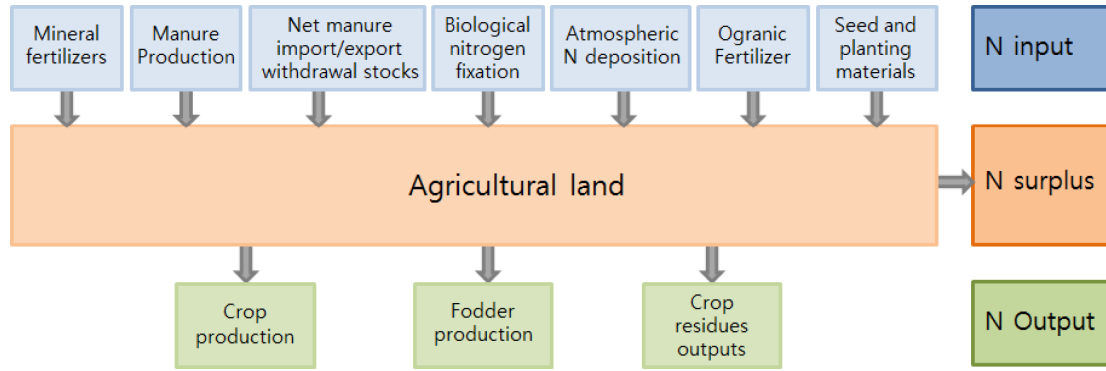 Mineral
fertilizers
Manure
Production
Net manure
import/export
withdrawal stocks
Biological
nitrogen
fixation
Atmospheric
N deposition
Ogranic
Fertilizer
Seed and
planting
materials
N input
Agricultural land
N surplus
Crop
production
Fodder
production
Crop
residues
outputs
N Output